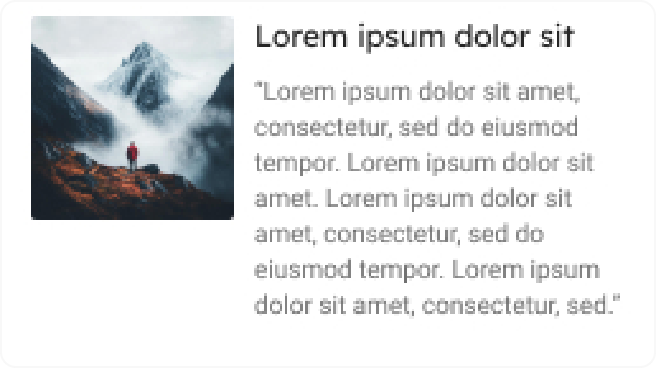 Lorem ipsum dolor sit
“Lorem ipsum dolor sit amet,
consectetur, sed do eiusmod
tempor. Lorem ipsum dolor sit
amet. Lorem ipsum dolor sit
amet, consectetur, sed do
eiusmod tempor. Lorem ipsum
dolor sit amet, consectetur, sed.”